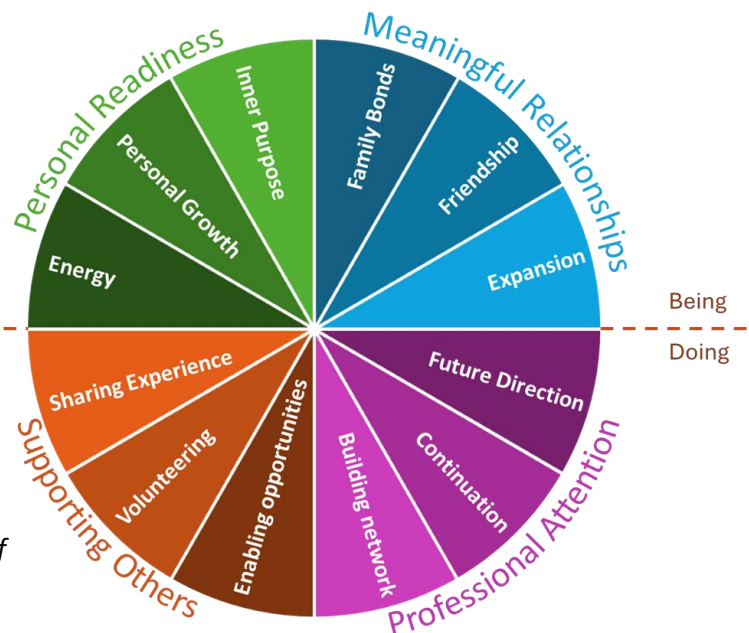 Personal Readiness
Meaningful Relationships
Inner Purpose
Family Bonds
Personal Growth
Friendship
Energy
Expansion
Being
Doing
Sharing Experience
Future Direction
Volunteering
Continuation
Enabling opportunities
Building network
Supporting Others
Professional Attention
f